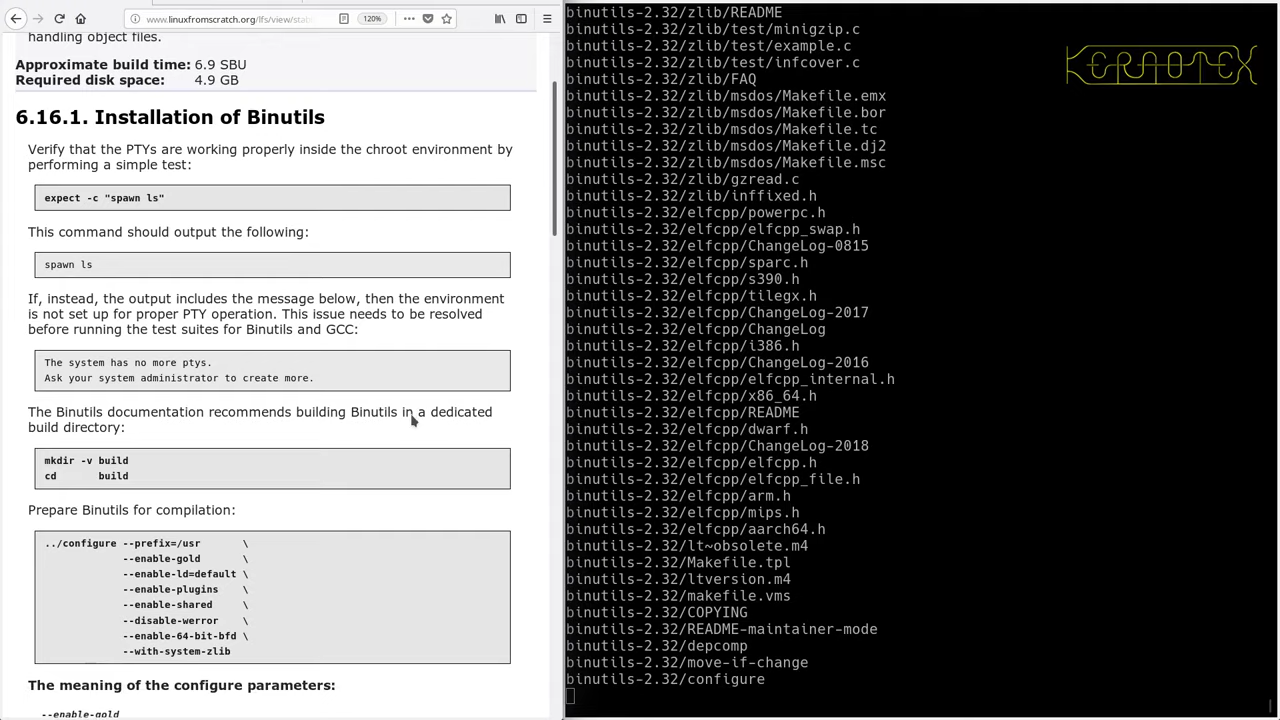 www.linuxfromscratch.org/lfs/view/stab
120%
handling object files.
Approximate build time: 6.9 SBU
Required disk space: 4.9 GB
6.16.1. Installation of Binutils
Verify that the PTYs are working properly inside the chroot environment by
performing a simple test:
expect -c "spawn ls"
This command should output the following:
spawn ls
If, instead, the output includes the message below, then the environment
is not set up for proper PTY operation. This issue needs to be resolved
before running the test suites for Binutils and GCC:
The system has no more ptys.
Ask your system administrator to create more.
The Binutils documentation recommends building Binutils in a dedicated
build directory:
mkdir -v build
cd build
Prepare Binutils for compilation:
../configure --prefix=/usr \
--enable-gold \
--enable-ld=default \
--enable-plugins \
--enable-shared \
--disable-werror \
--enable-64-bit-bfd \
--with-system-zlib
The meaning of the configure parameters:
--enable-gold
binutils-2.32/zlib/README
binutils-2.32/zlib/test/minigzip.c
binutils-2.32/zlib/test/example.c
binutils-2.32/zlib/test/infcover.c
binutils-2.32/zlib/FAQ
binutils-2.32/zlib/msdos/Makefile.emx
binutils-2.32/zlib/msdos/Makefile.bor
binutils-2.32/zlib/msdos/Makefile.tc
binutils-2.32/zlib/msdos/Makefile.dj2
binutils-2.32/zlib/msdos/Makefile.msc
binutils-2.32/zlib/gzread.c
binutils-2.32/zlib/inffixed.h
binutils-2.32/elfcpp/powerpc.h
binutils-2.32/elfcpp/elfcpp_swap.h
binutils-2.32/elfcpp/ChangeLog-0815
binutils-2.32/elfcpp/sparc.h
binutils-2.32/elfcpp/s390.h
binutils-2.32/elfcpp/tilegx.h
binutils-2.32/elfcpp/ChangeLog-2017
binutils-2.32/elfcpp/ChangeLog
binutils-2.32/elfcpp/i386.h
binutils-2.32/elfcpp/ChangeLog-2016
binutils-2.32/elfcpp/elfcpp_internal.h
binutils-2.32/elfcpp/x86_64.h
binutils-2.32/elfcpp/README
binutils-2.32/elfcpp/dwarf.h
binutils-2.32/elfcpp/ChangeLog-2018
binutils-2.32/elfcpp/elfcpp.h
binutils-2.32/elfcpp/elfcpp_file.h
binutils-2.32/elfcpp/arm.h
binutils-2.32/elfcpp/mips.h
binutils-2.32/elfcpp/aarch64.h
binutils-2.32/lt~obsolete.m4
binutils-2.32/Makefile.tpl
binutils-2.32/ltversion.m4
binutils-2.32/makefile.vms
binutils-2.32/COPYING
binutils-2.32/README-maintainer-mode
binutils-2.32/depcomp
binutils-2.32/move-if-change
binutils-2.32/configure
KERAOTEX